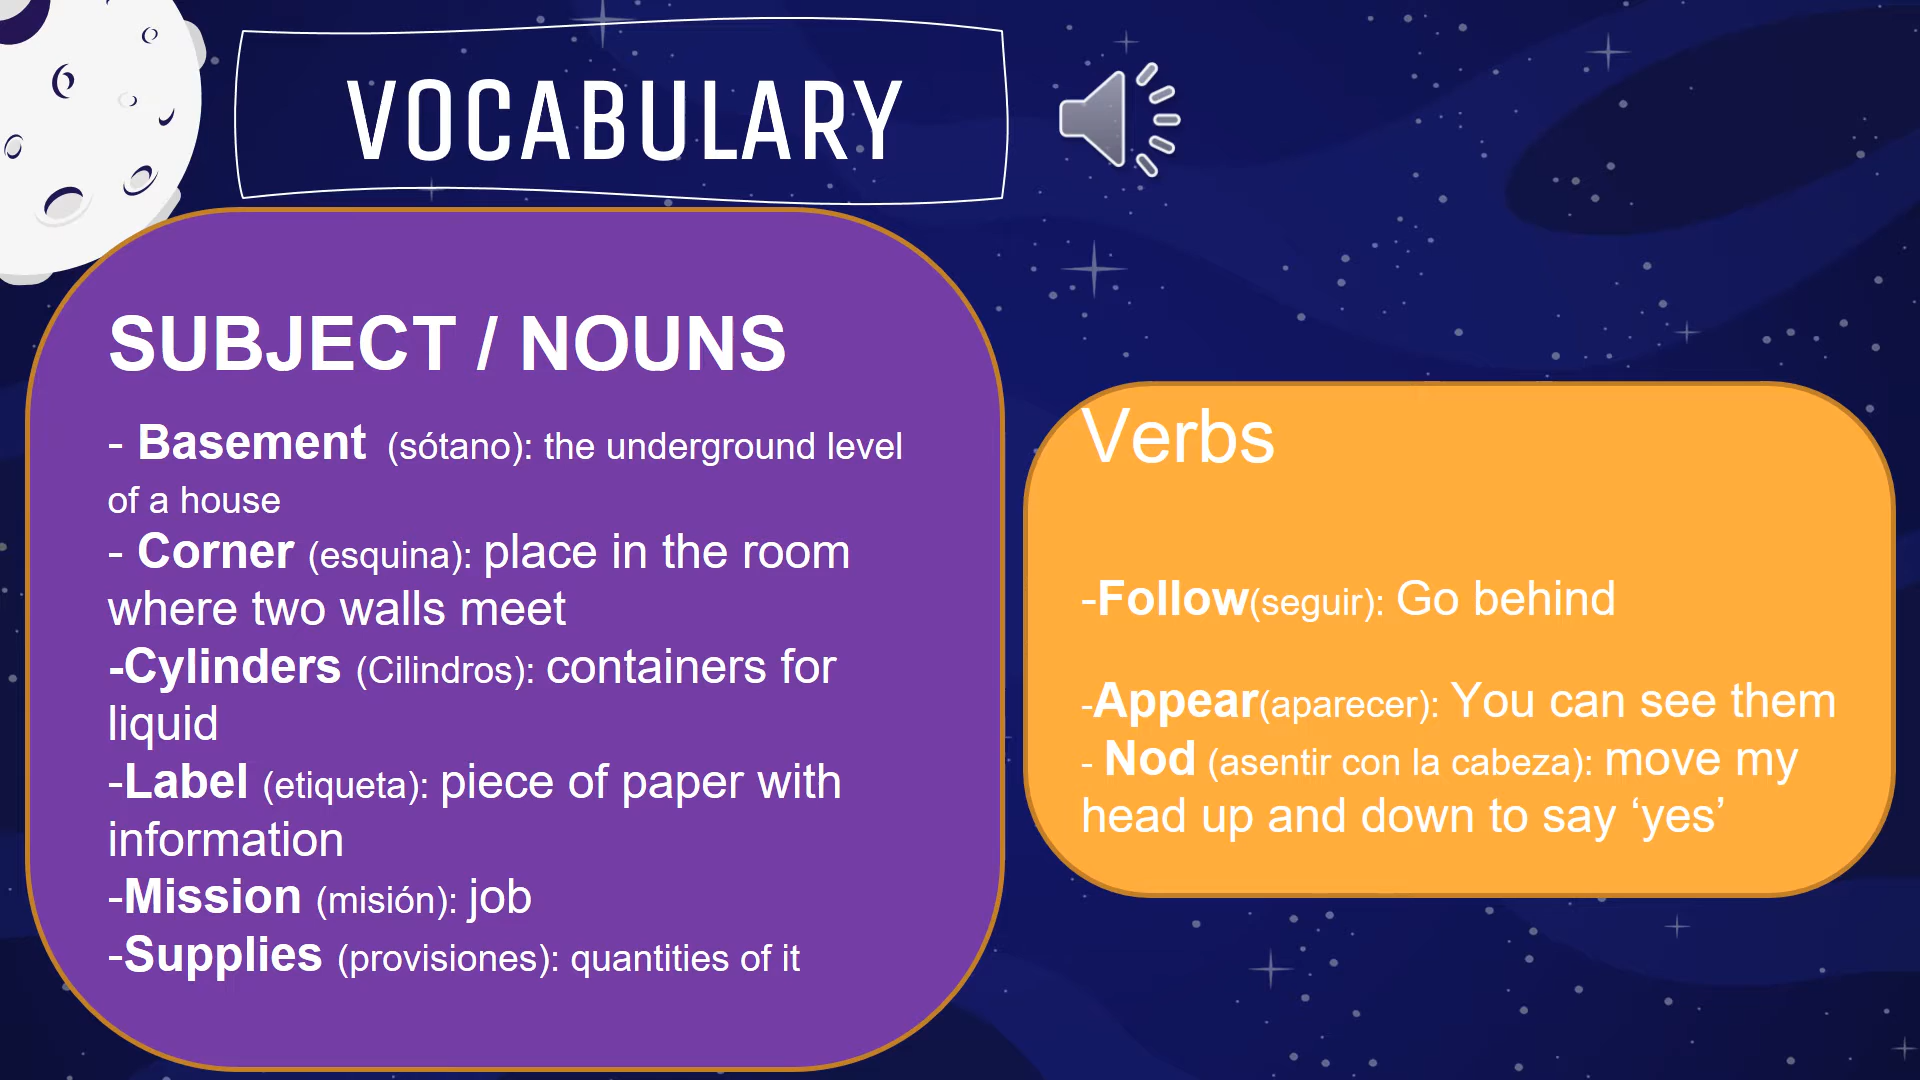 VOCABULARY
SUBJECT / NOUNS
- Basement (sótano): the underground level
of a house
- Corner (esquina): place in the room
where two walls meet
-Cylinders (Cilindros): containers for
liquid
-Label (etiqueta): piece of paper with
information
-Mission (misión): job
-Supplies (provisiones): quantities of it
Verbs
-Follow(seguir): Go behind
-Appear(aparecer): You can see them
- Nod (asentir con la cabeza): move my
head up and down to say ‘yes’